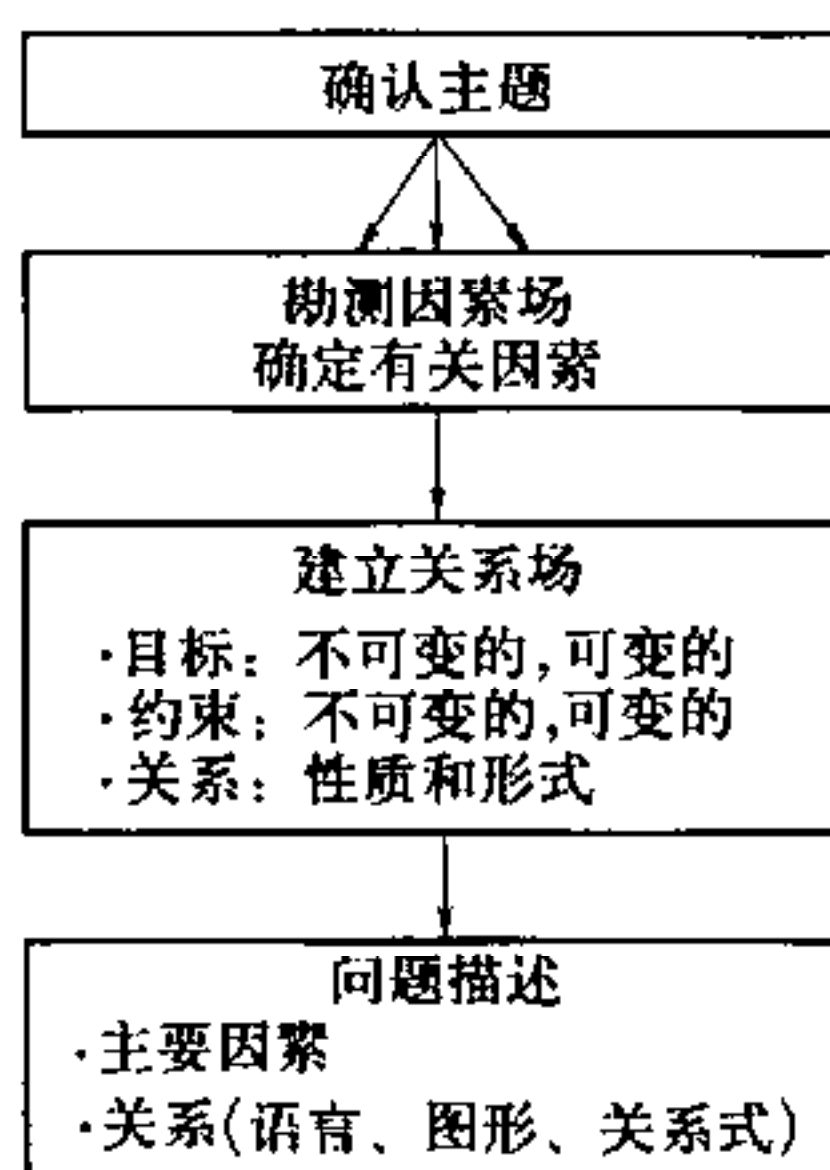 确认主题
勘测因素场
确定有关因素
建立关系场
·目标：不可变的,可变的
·约束：不可变的,可变的
·关系：性质和形式
问题描述
·主要因素
·关系(语言、图形、关系式)